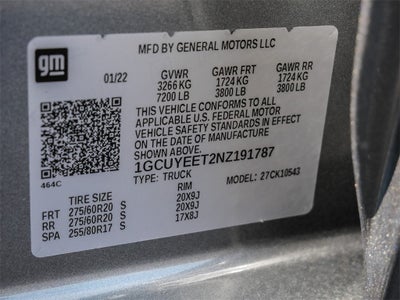 MFD BY GENERAL MOTORS LLC
gm
01/22 GVWR GAWR FRT GAWR RR
3266 KG 1724 KG 1724 KG
7200 LB 3800 LB 3800 LB
THIS VEHICLE CONFORMS TO ALL
APPLICABLE U.S. FEDERAL MOTOR
VEHICLE SAFETY STANDARDS IN EFFECT
ON THE DATE OF MANUFACTURE
SHOWN ABOVE.
1GCUYEET2NZ191787
464C
TYPE: TRUCK MODEL: 27CK10543
TIRE SIZE RIM
FRT 275/60R20 S 20X9J
RR 275/60R20 S 20X9J
SPA 255/80R17 S 17X8J